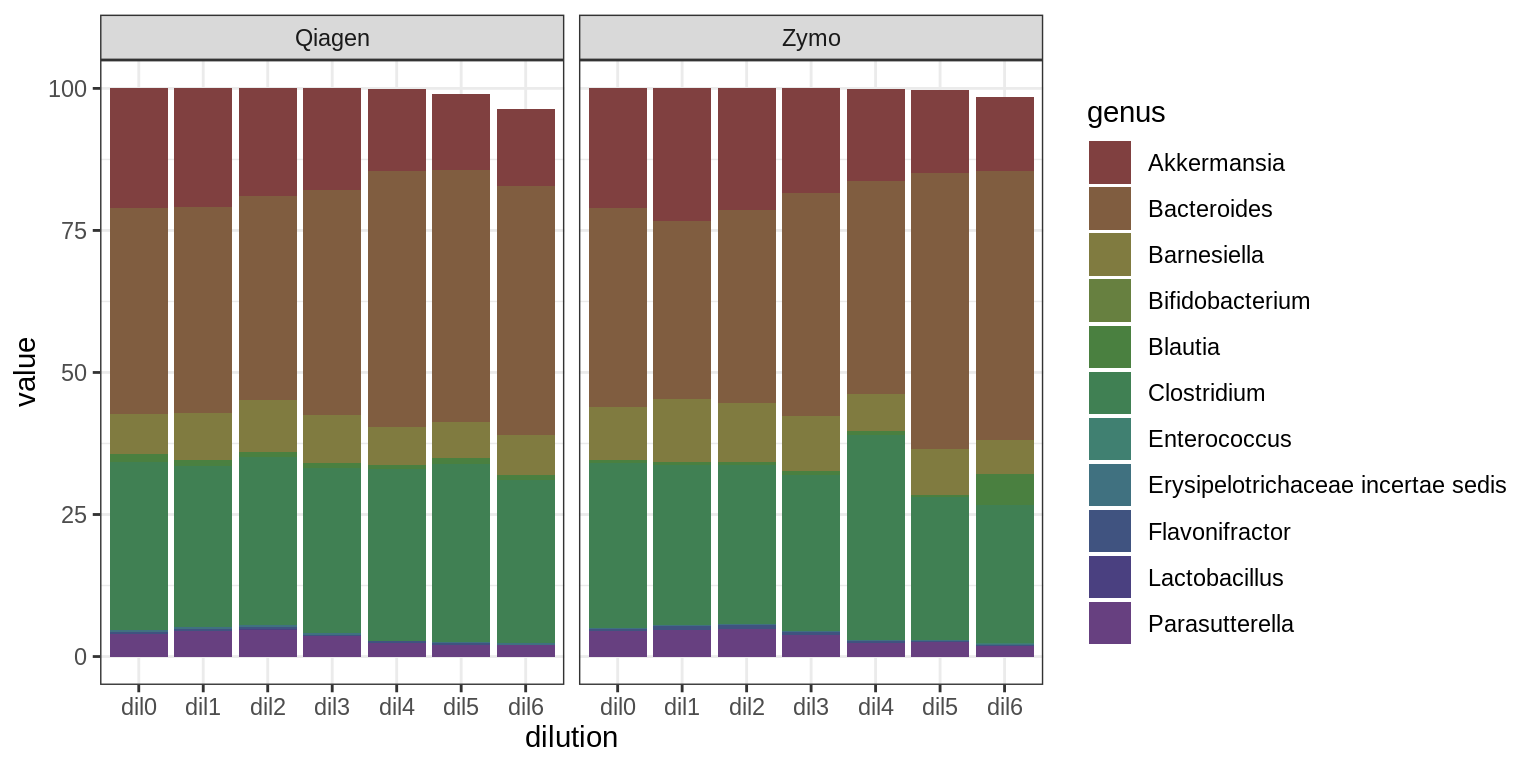 Qiagen
Zymo
100
75
50
25
0
value
dil0 dil1 dil2 dil3 dil4 dil5 dil6
dil0 dil1 dil2 dil3 dil4 dil5 dil6
dilution
genus
Akkermansia
Bacteroides
Barnesiella
Bifidobacterium
Blautia
Clostridium
Enterococcus
Erysipelotrichaceae incertae sedis
Flavonifractor
Lactobacillus
Parasutterella